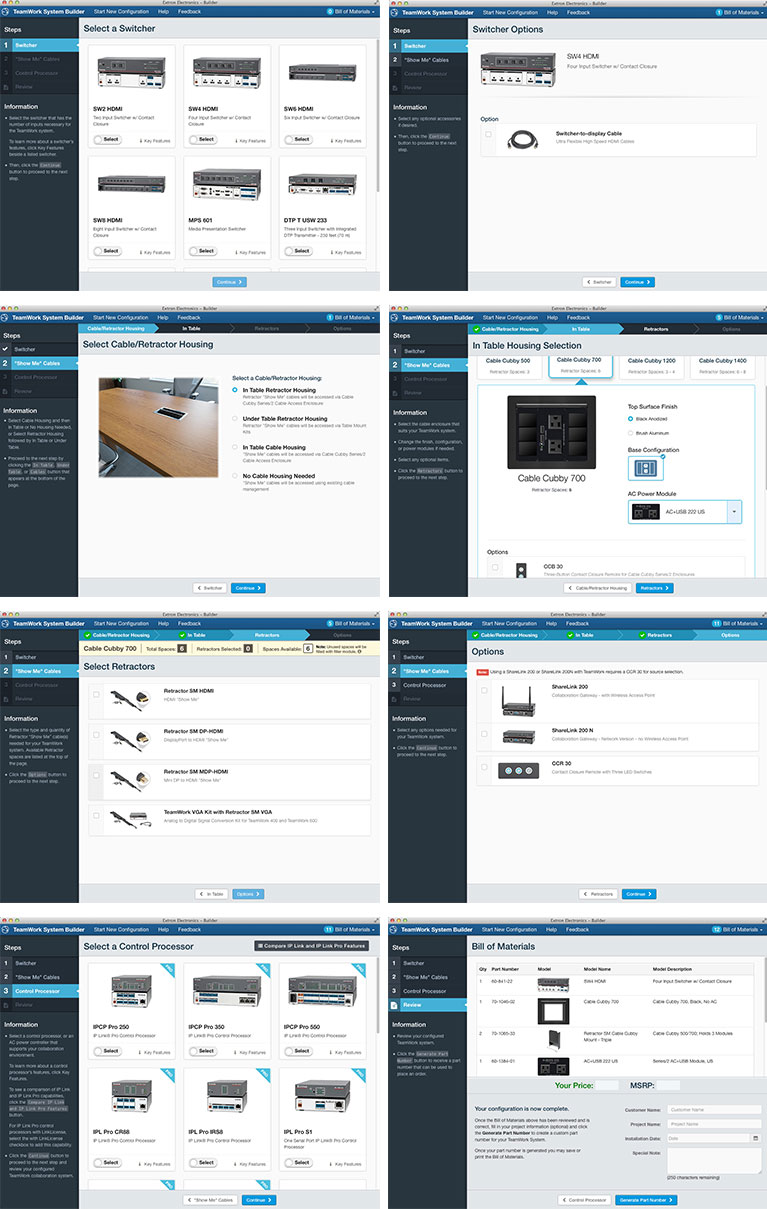 Extron Electronics - Builder
TeamWork System Builder Start New Configuration Help Feedback 0 Bill of Materials
Steps
1 Switcher
2 "Show Me" Cables
3 Control Processor
Review
Information
Select the switcher that has the
number of inputs necessary for
the TeamWork system.
To learn more about a switcher's
features, click Key Features
beside a listed switcher.
Then, click the Continue
button to proceed to the next
step.
Select a Switcher
SW2 HDMI
Two Input Switcher w/ Contact
Closure
Select Key Features
SW4 HDMI
Four Input Switcher w/ Contact
Closure
Select Key Features
SW6 HDMI
Six Input Switcher w/ Contact
Closure
Select Key Features
SW8 HDMI
Eight Input Switcher w/ Contact
Closure
Select Key Features
MPS 601
Media Presentation Switcher
Select Key Features
DTP T USW 233
Three Input Switcher with Integrated
DTP Transmitter - 230 feet (70 m)
Select Key Features
Continue
Extron Electronics - Builder
TeamWork System Builder Start New Configuration Help Feedback 1 Bill of Materials
Steps
1 Switcher
2 "Show Me" Cables
3 Control Processor
Review
Information
Select any optional accessories
if desired.
Then, click the Continue
button to proceed to the next
step.
Switcher Options
SW4 HDMI
Four Input Switcher w/ Contact Closure
Option
Switcher-to-display Cable
Ultra Flexible High Speed HDMI Cables
Switcher
Continue
Extron Electronics - Builder
TeamWork System Builder Start New Configuration Help Feedback 1 Bill of Materials
Steps
Switcher
2 "Show Me" Cables
3 Control Processor
Review
Information
Select Cable Housing and then
In Table or No Housing Needed,
or Select Retractor Housing
followed by In Table or Under
Table.
Proceed to the next step by
clicking the In Table, Under
Table, or Cables button that
appears at the bottom of the
page.
Cable/Retractor Housing In Table Retractors Options
Select Cable/Retractor Housing
Select a Cable/Retractor Housing:
In Table Retractor Housing
Retractor "Show Me" cables will be accessed via Cable
Cubby Series/2 Cable Access Enclosure
Under Table Retractor Housing
Retractor "Show Me" cables will be accessed via Table Mount
Kits
In Table Cable Housing
"Show Me" cables will be accessed via Cable Cubby Series/2
Cable Access Enclosure
No Cable Housing Needed
"Show Me" cables will be accessed using existing cable
management
Switcher
Continue
Extron Electronics - Builder
TeamWork System Builder Start New Configuration Help Feedback 5 Bill of Materials
Steps
1 Switcher
2 "Show Me" Cables
3 Control Processor
Review
Information
Select the cable enclosure that
suits your TeamWork system.
Change the finish, configuration,
or power modules if needed.
Select any optional items.
Click the Retractors button to
proceed to the next step.
Cable/Retractor Housing In Table Retractors Options
In Table Housing Selection
Cable Cubby 500
Retractor Spaces: 3
Cable Cubby 700
Retractor Spaces: 6
Cable Cubby 1200
Retractor Spaces: 2 - 4
Cable Cubby 1400
Retractor Spaces: 6 - 8
Cable Cubby 700
Retractor Spaces: 6
Top Surface Finish
Black Anodized
Brush Aluminum
Base Configuration
AC Power Module
AC+USB 222 US
Options
CCB 30
Three-Button Contact Closure Remote for Cable Cubby Series/2 Enclosures
Cable/Retractor Housing
Retractors
Extron Electronics - Builder
TeamWork System Builder Start New Configuration Help Feedback 5 Bill of Materials
Steps
1 Switcher
2 "Show Me" Cables
3 Control Processor
Review
Information
Select the type and quantity of
Retractor "Show Me" cable(s)
needed for your TeamWork
system. Available Retractor
spaces are listed at the top of
the page.
Click the Options button to
proceed to the next step.
Cable/Retractor Housing In Table Retractors Options
Cable Cubby 700 Total Spaces: 6 Retractors Selected: 0 Spaces Available: 6 Note: Unused spaces will be
filled with filler module.
Select Retractors
Retractor SM HDMI
HDMI "Show Me"
Retractor SM DP-HDMI
DisplayPort to HDMI "Show Me"
Retractor SM MDP-HDMI
Mini DP to HDMI "Show Me"
TeamWork VGA Kit with Retractor SM VGA
Analog to Digital Signal Conversion Kit for TeamWork 400 and TeamWork 600
In Table
Options
Extron Electronics - Builder
TeamWork System Builder Start New Configuration Help Feedback 11 Bill of Materials
Steps
1 Switcher
2 "Show Me" Cables
3 Control Processor
Review
Information
Select any options needed for
your TeamWork system.
Click the Continue button to
proceed to the next step.
Cable/Retractor Housing In Table Retractors Options
Options
Note Using a ShareLink 200 or ShareLink 200N with TeamWork requires a CCR 30 for source selection.
ShareLink 200
Collaboration Gateway - with Wireless Access Point
ShareLink 200 N
Collaboration Gateway - Network Version - no Wireless Access Point
CCR 30
Contact Closure Remote with Three LED Switches
Retractors
Continue
Extron Electronics - Builder
TeamWork System Builder Start New Configuration Help Feedback 11 Bill of Materials
Steps
1 Switcher
2 "Show Me" Cables
3 Control Processor
Review
Information
Select a control processor, or an
AC power controller that
supports your collaboration
environment.
To learn more about a control
processor's features, click Key
Features.
To see a comparison of IP Link
and IP Link Pro capabilities,
click the Compare IP Link
and IP Link Pro Features
button.
For IP Link Pro control
processors with LinkLicense,
select the with LinkLicense
checkbox to add this capability.
Click the Continue button to
proceed to the next step and
review your configured
TeamWork collaboration system.
Select a Control Processor
Compare IP Link and IP Link Pro Features
IPCP Pro 250
IP Link® Pro Control Processor
Select Key Features
IPCP Pro 350
IP Link® Pro Control Processor
Select Key Features
IPCP Pro 550
IP Link® Pro Control Processor
Select Key Features
IPL Pro CR88
IP Link® Pro Control Processor
Select Key Features
IPL Pro IRS8
IP Link® Pro Control Processor
Select Key Features
IPL Pro S1
One Serial Port IP Link® Pro Control
Processor
Select Key Features
"Show Me" Cables
Continue
Extron Electronics - Builder
TeamWork System Builder Start New Configuration Help Feedback 12 Bill of Materials
Steps
1 Switcher
2 "Show Me" Cables
3 Control Processor
Review
Information
Review your configured
TeamWork System.
Click the Generate Part
Number button to receive a part
number that can be used to
place an order.
Bill of Materials
Qty Part Number Model Model Name Model Description
1 60-841-22 SW4 HDMI Four Input Switcher w/ Contact Closure
1 70-1046-02 Cable Cubby 700 Cable Cubby 700, Black, No AC
2 70-1065-33 Retractor SM Cable Cubby
Mount - Triple Cable Cubby 500/700; Holds 3 Modules
1 60-1384-01 AC+USB 222 US Series/2 AC+USB Module, US
Your Price: MSRP:
Your configuration is now complete.
Once the Bill of Materials above has been reviewed and is
correct, fill in your project information (optional) and click
the Generate Part Number to create a custom part
number for your TeamWork System.
Once your part number is generated you may save or
print the Bill of Materials.
Customer Name: Customer Name
Project Name: Project Name
Installation Date: Date
Special Note:
(250 characters remaining)
Control Processor
Generate Part Number